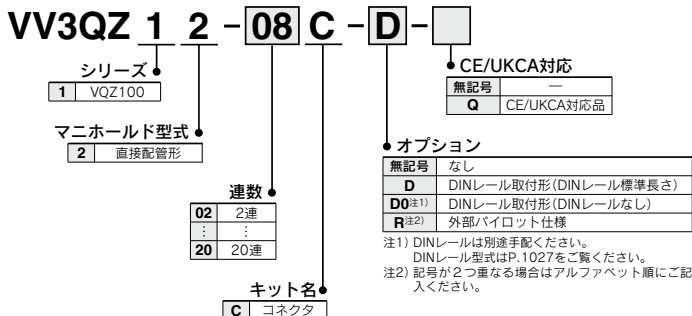 VV3QZ 1 2 - 08 C - D -
シリーズ
1 VQZ100
マニホールド型式
2 直接配管形
連数
02 2連
⋮ ⋮
20 20連
キット名
C コネクタ
CE/UKCA対応
無記号 —
Q CE/UKCA対応品
オプション
無記号 なし
D DINレール取付形(DINレール標準長さ)
D0注1) DINレール取付形(DINレールなし)
R注2) 外部パイロット仕様
注1) DINレールは別途手配ください。
DINレール型式はP.1027をご覧ください。
注2) 記号が2つ重なる場合はアルファベット順にご記
入ください。